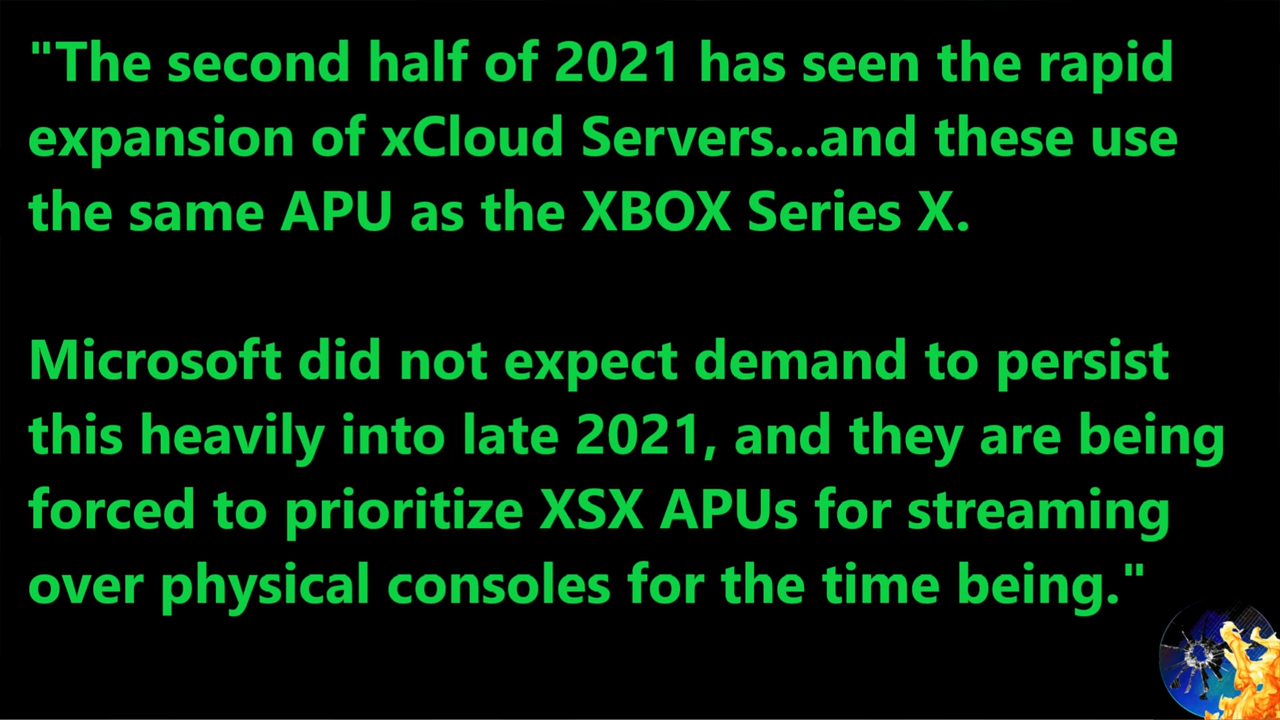 "The second half of 2021 has seen the rapid
expansion of xCloud Servers...and these use
the same APU as the XBOX Series X.
Microsoft did not expect demand to persist
this heavily into late 2021, and they are being
forced to prioritize XSX APUs for streaming
over physical consoles for the time being."